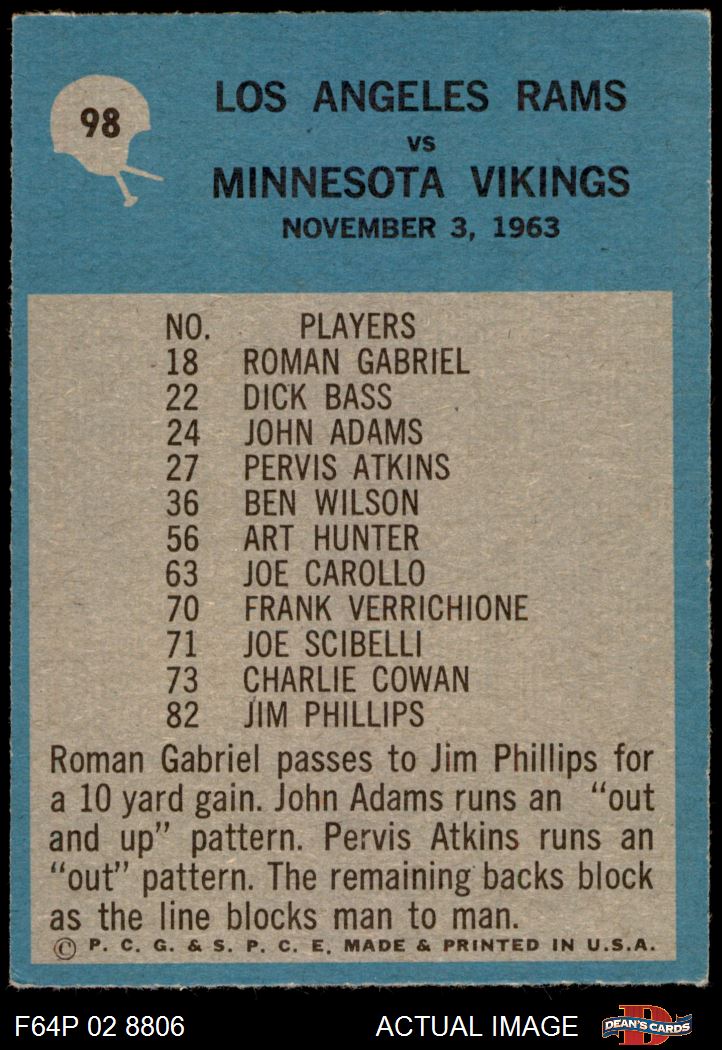 98
LOS ANGELES RAMS
VS
MINNESOTA VIKINGS
NOVEMBER 3, 1963
NO. PLAYERS
18 ROMAN GABRIEL
22 DICK BASS
24 JOHN ADAMS
27 PERVIS ATKINS
36 BEN WILSON
56 ART HUNTER
63 JOE CAROLLO
70 FRANK VERRICHIONE
71 JOE SCIBELLI
73 CHARLIE COWAN
82 JIM PHILLIPS
Roman Gabriel passes to Jim Phillips for
a 10 yard gain. John Adams runs an "out
and up" pattern. Pervis Atkins runs an
"out" pattern. The remaining backs block
as the line blocks man to man.
© P. C. G. & S. P. C. E. MADE & PRINTED IN U.S.A.
F64P 02 8806 ACTUAL IMAGE
D
DEAN'S CARDS